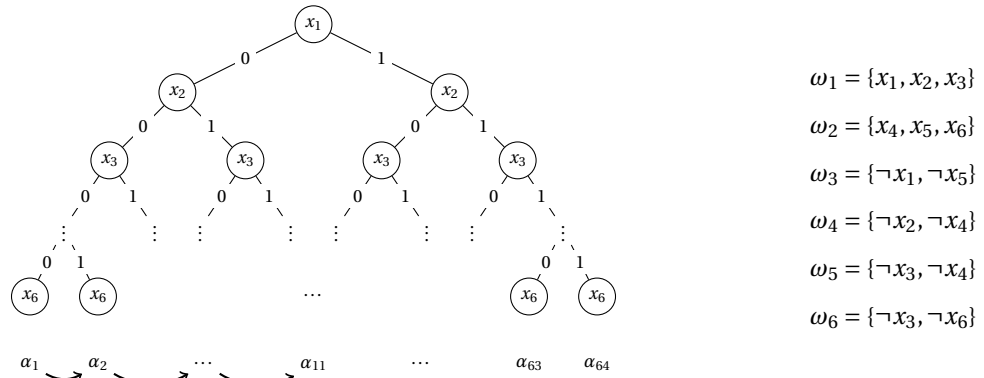 x₁
0 1
x₂ x₂
0 1 0 1
x₃ x₃ x₃ x₃
0 1 0 1 0 1 0 1
⋮ ⋮ ⋮ ⋮ ⋮ ⋮ ⋮ ⋮
0 1 0 1
x₆ x₆ ... x₆ x₆
α₁ α₂ ... α₁₁ ... α₆₃ α₆₄
ω₁ = {x₁, x₂, x₃}
ω₂ = {x₄, x₅, x₆}
ω₃ = {¬x₁, ¬x₅}
ω₄ = {¬x₂, ¬x₄}
ω₅ = {¬x₃, ¬x₄}
ω₆ = {¬x₃, ¬x₆}